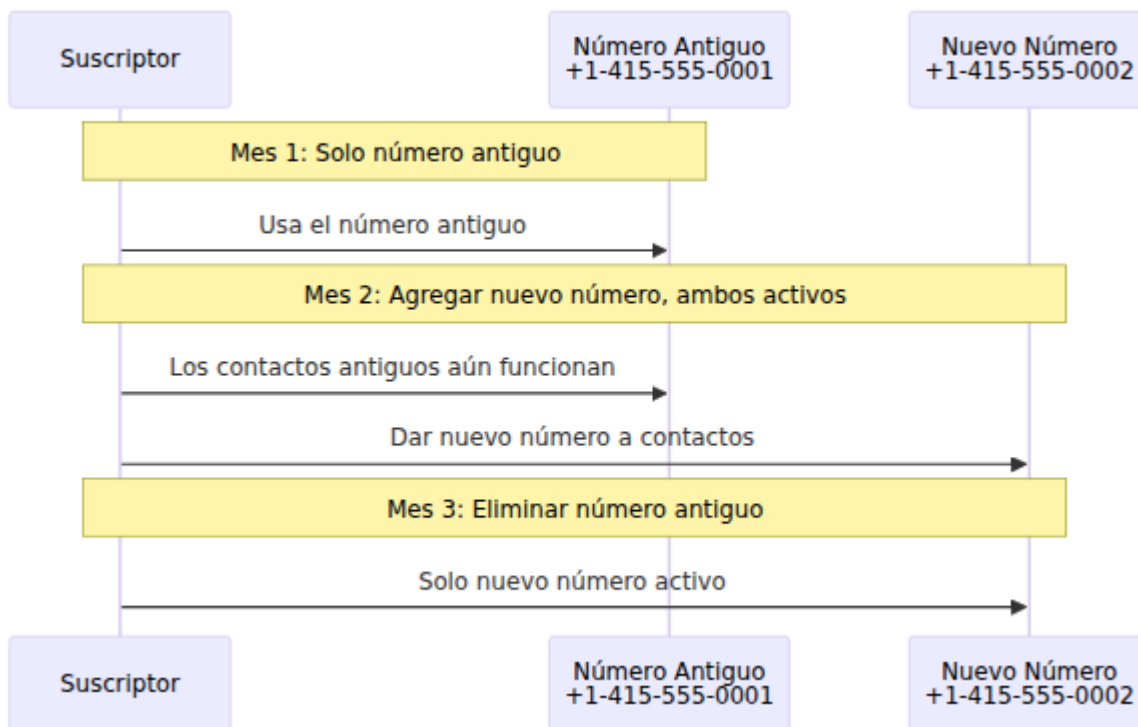 Suscriptor
Número Antiguo
+1-415-555-0001
Nuevo Número
+1-415-555-0002
Mes 1: Solo número antiguo
Usa el número antiguo
Mes 2: Agregar nuevo número, ambos activos
Los contactos antiguos aún funcionan
Dar nuevo número a contactos
Mes 3: Eliminar número antiguo
Solo nuevo número activo
Suscriptor
Número Antiguo
+1-415-555-0001
Nuevo Número
+1-415-555-0002